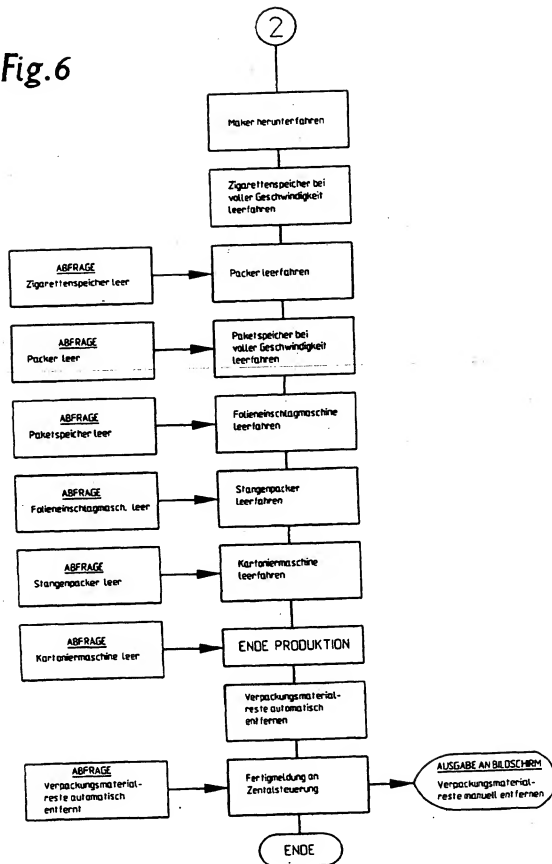 2
Fig.6
Maker herunterfahren
Zigarettenspeicher bei
voller Geschwindigkeit
leerfahren
ABFRAGE
Zigarettenspeicher leer
Packer leerfahren
ABFRAGE
Packer leer
Paketspeicher bei
voller Geschwindigkeit
leerfahren
ABFRAGE
Paketspeicher leer
Folieneinschlagmaschine
leerfahren
ABFRAGE
Folieneinschlagmasch. leer
Stangenpacker
leerfahren
ABFRAGE
Stangenpacker leer
Kartoniermaschine
leerfahren
ABFRAGE
Kartoniermaschine leer
ENDE PRODUKTION
Verpackungsmaterial-
reste automatisch
entfernen
ABFRAGE
Verpackungsmaterial-
reste automatisch
entfernt
Fertigmeldung an
Zentalsteuerung
AUSGABE AN BILDSCHIRM
Verpackungsmaterial-
reste manuell entfernen
ENDE